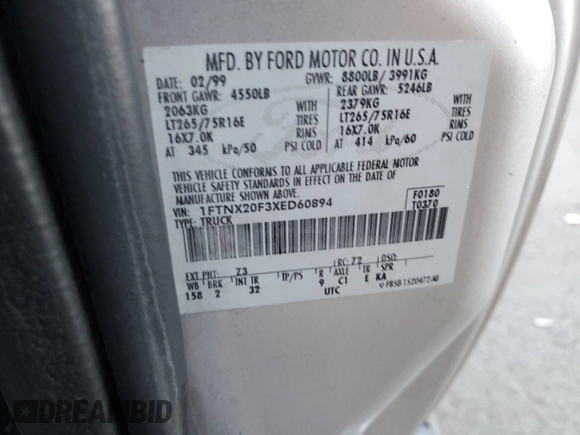 MFD. BY FORD MOTOR CO. IN U.S.A.
DATE: 02/99 GVWR: 8800LB/ 3991KG
FRONT GAWR: 4550LB REAR GAWR: 5246LB
2063KG WITH 2379KG WITH
LT265/75R16E TIRES LT265/75R16E TIRES
16X7.0K RIMS 16X7.0K RIMS
AT 345 kPa/50 PSI COLD AT 414 kPa/60 PSI COLD
THIS VEHICLE CONFORMS TO ALL APPLICABLE FEDERAL MOTOR
VEHICLE SAFETY STANDARDS IN EFFECT ON THE DATE OF
MANUFACTURE SHOWN ABOVE.
VIN: 1FTNX20F3XED60894 F0180
TYPE: TRUCK T0370
EXT PNT: Z3 RC: 72 DSO:
WB BRK INT TR TP/PS R AXLE TR SPR
158 2 32 9 C1 E KA
UTC
DREAMBID